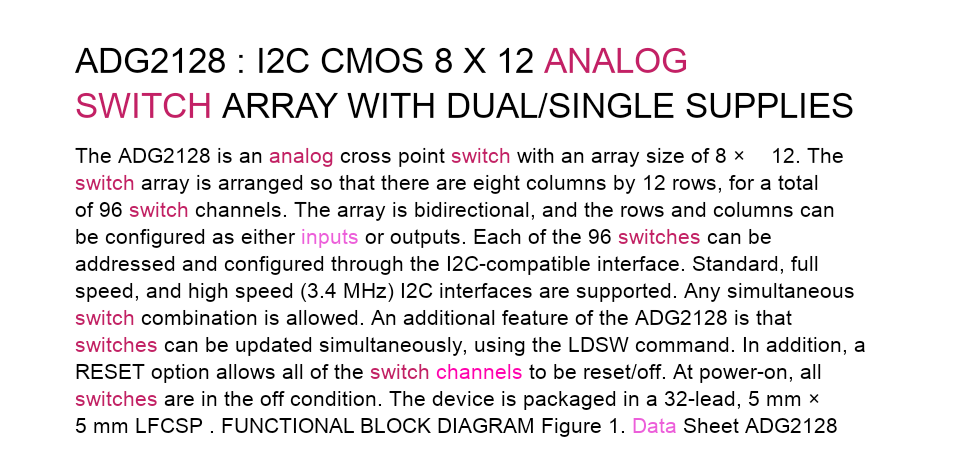 ADG2128 : I2C CMOS 8 X 12 ANALOG
SWITCH ARRAY WITH DUAL/SINGLE SUPPLIES
The ADG2128 is an analog cross point switch with an array size of 8 × 12. The
switch array is arranged so that there are eight columns by 12 rows, for a total
of 96 switch channels. The array is bidirectional, and the rows and columns can
be configured as either inputs or outputs. Each of the 96 switches can be
addressed and configured through the I2C-compatible interface. Standard, full
speed, and high speed (3.4 MHz) I2C interfaces are supported. Any simultaneous
switch combination is allowed. An additional feature of the ADG2128 is that
switches can be updated simultaneously, using the LDSW command. In addition, a
RESET option allows all of the switch channels to be reset/off. At power-on, all
switches are in the off condition. The device is packaged in a 32-lead, 5 mm ×
5 mm LFCSP . FUNCTIONAL BLOCK DIAGRAM Figure 1. Data Sheet ADG2128